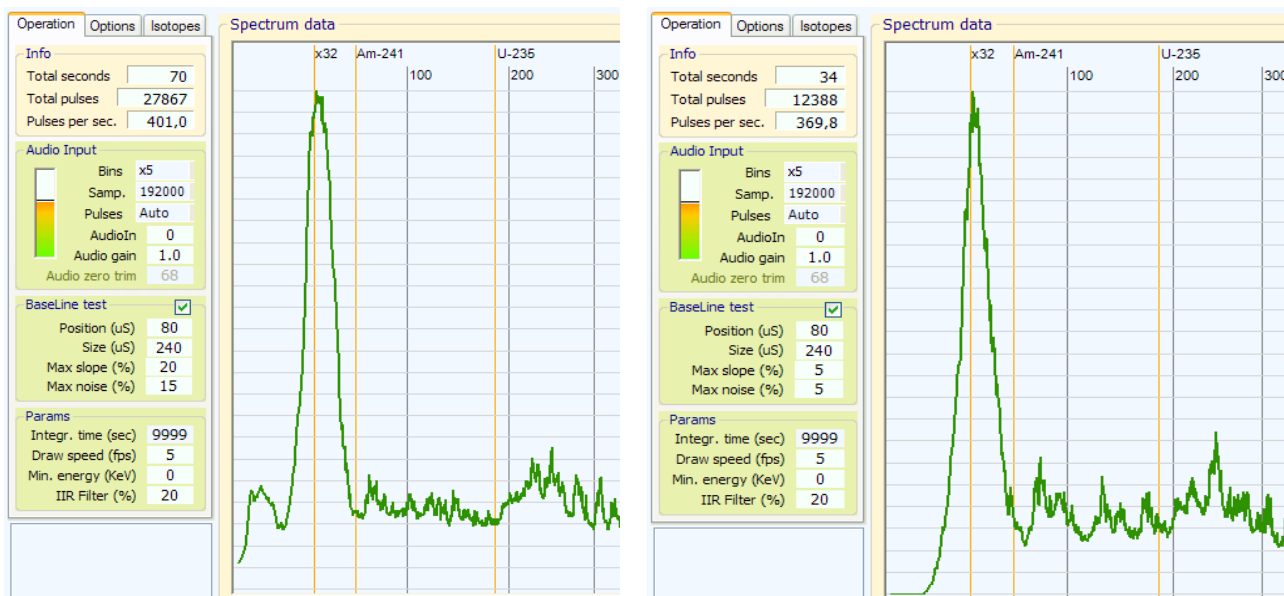 Operation Options Isotopes
Info
Total seconds 70
Total pulses 27867
Pulses per sec. 401,0
Audio Input
Bins x5
Samp. 192000
Pulses Auto
AudioIn 0
Audio gain 1.0
Audio zero trim 68
BaseLine test
Position (uS) 80
Size (uS) 240
Max slope (%) 20
Max noise (%) 15
Params
Integr. time (sec) 9999
Draw speed (fps) 5
Min. energy (KeV) 0
IIR Filter (%) 20
Spectrum data
x32 Am-241 U-235
100 200 300
Operation Options Isotopes
Info
Total seconds 34
Total pulses 12388
Pulses per sec. 369,8
Audio Input
Bins x5
Samp. 192000
Pulses Auto
AudioIn 0
Audio gain 1.0
Audio zero trim 68
BaseLine test
Position (uS) 80
Size (uS) 240
Max slope (%) 5
Max noise (%) 5
Params
Integr. time (sec) 9999
Draw speed (fps) 5
Min. energy (KeV) 0
IIR Filter (%) 20
Spectrum data
x32 Am-241 U-235
100 200 300